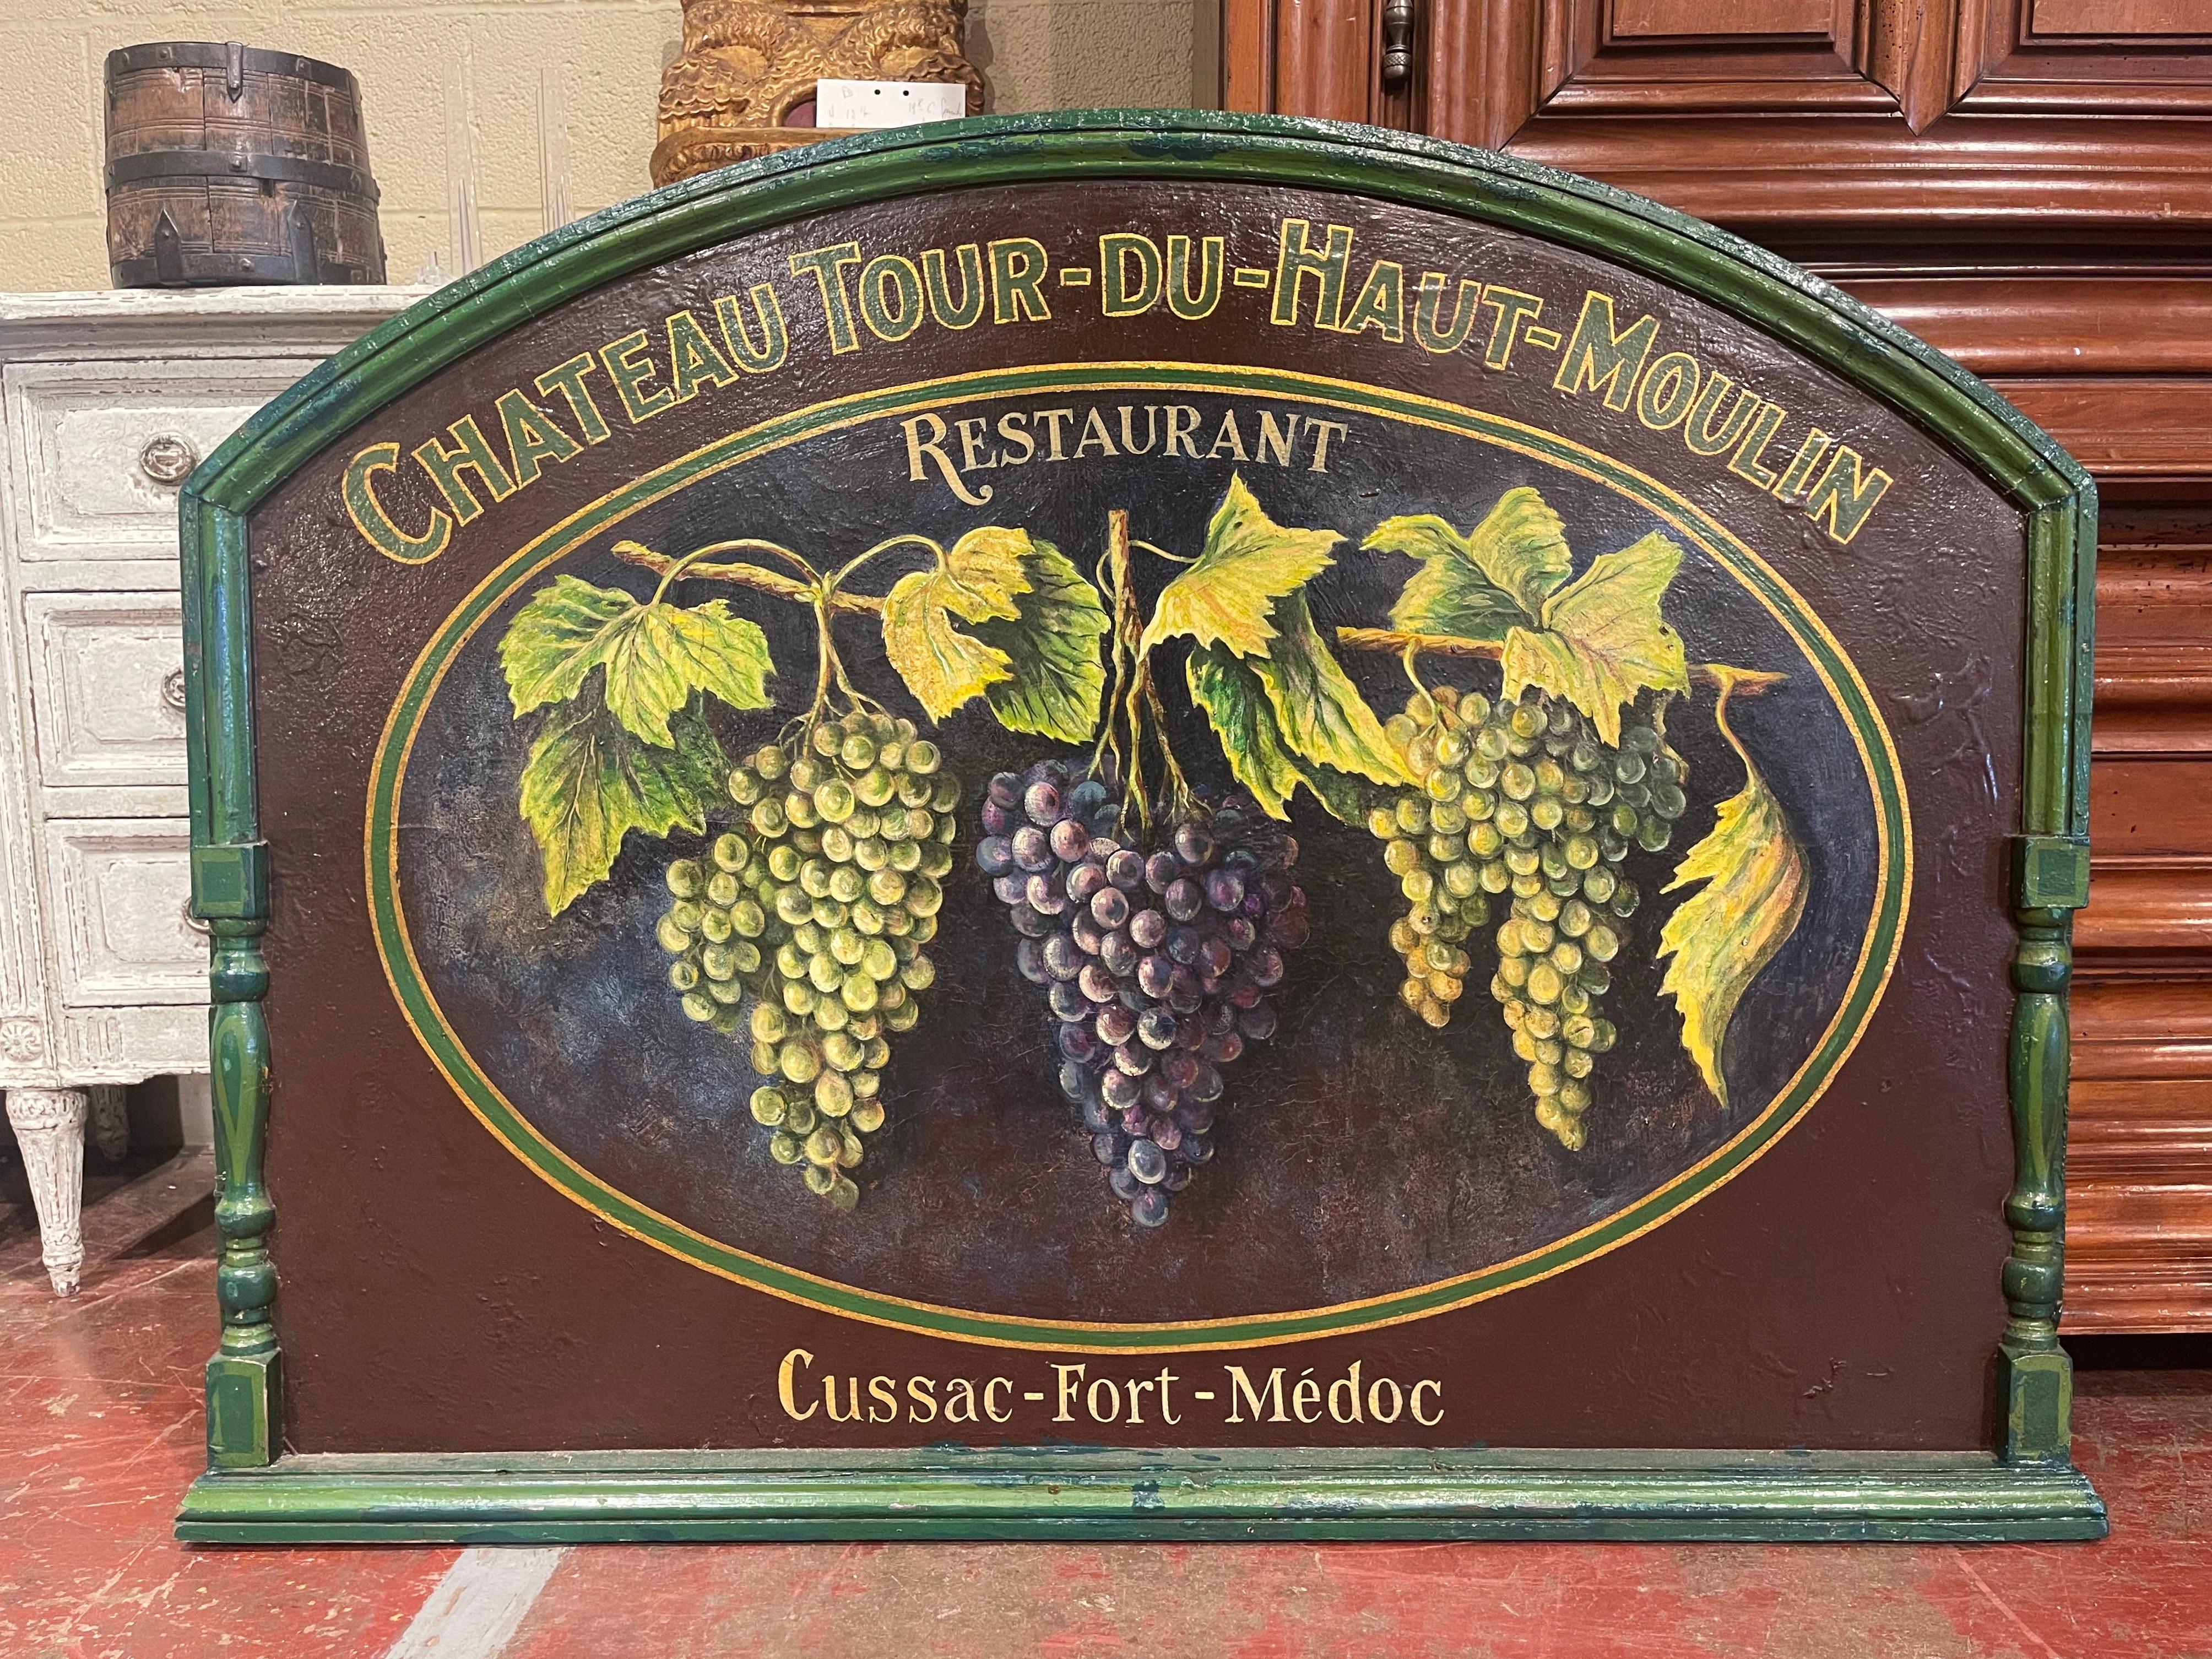 CHATEAU TOUR-DU-HAUT-MOULIN
RESTAURANT
Cussac-Fort-Médoc